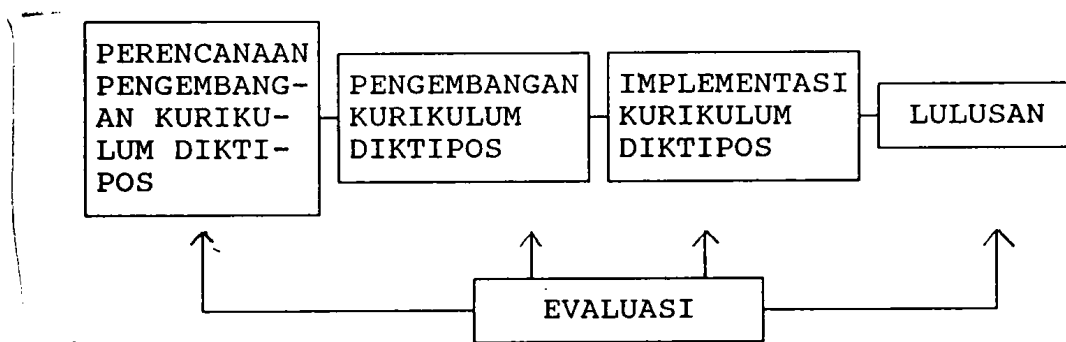 PERENCANAAN
PENGEMBANG-
AN KURIKU-
LUM DIKTI-
POS
PENGEMBANGAN
KURIKULUM
DIKTIPOS
IMPLEMENTASI
KURIKULUM
DIKTIPOS
LULUSAN
EVALUASI